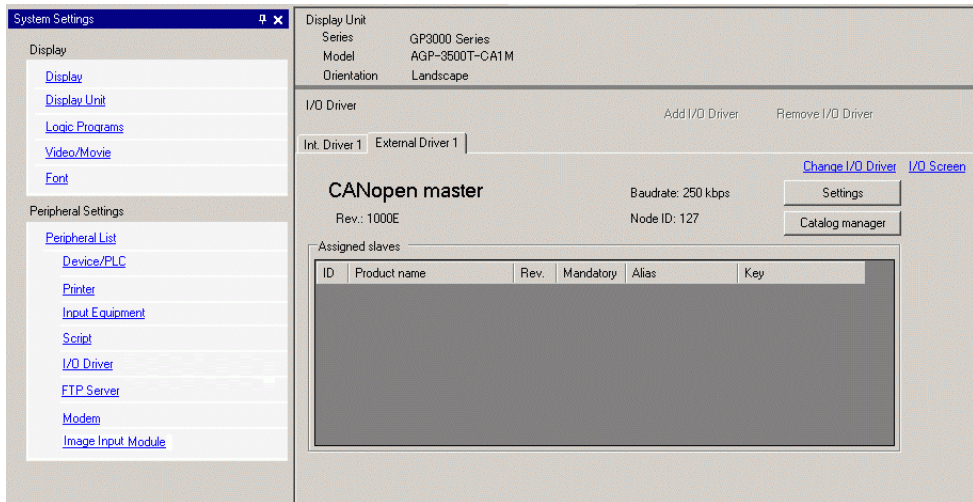 System Settings
Display
Display
Display Unit
Logic Programs
Video/Movie
Font
Peripheral Settings
Peripheral List
Device/PLC
Printer
Input Equipment
Script
I/O Driver
FTP Server
Modem
Image Input Module
Display Unit
Series GP3000 Series
Model AGP-3500T-CA1M
Orientation Landscape
I/O Driver Add I/O Driver Remove I/O Driver
Int. Driver 1 External Driver 1
Change I/O Driver I/O Screen
CANopen master Baudrate: 250 kbps Settings
Rev.: 1000E Node ID: 127 Catalog manager
Assigned slaves
ID Product name Rev. Mandatory Alias Key